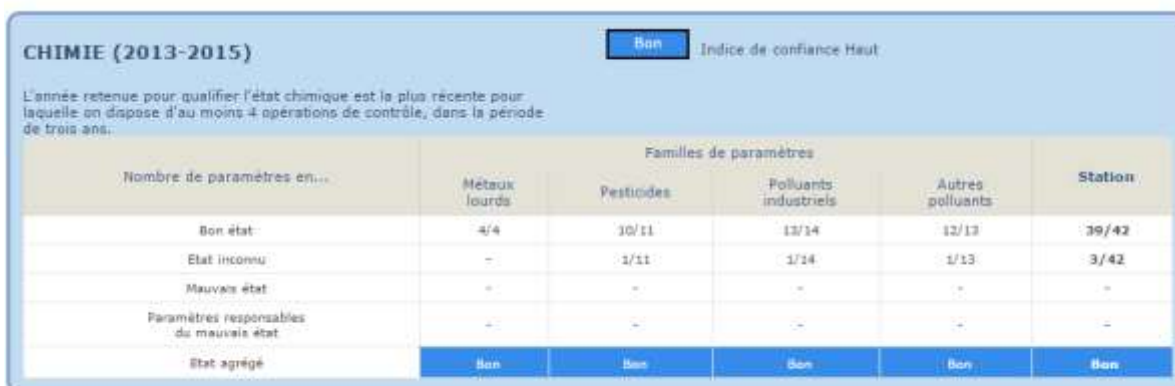 CHIMIE (2013-2015)
Bon
Indice de confiance Haut
L'année retenue pour qualifier l'état chimique est la plus récente pour
laquelle on dispose d'au moins 4 opérations de contrôle, dans la période
de trois ans.
Nombre de paramètres en...
Familles de paramètres
Station
Métaux
lourds
Pesticides
Polluants
industriels
Autres
polluants
Bon état 4/4 10/11 13/14 12/13 39/42
Etat inconnu - 1/11 1/14 1/13 3/42
Mauvais état - - - - -
Paramètres responsables
du mauvais état - - - - -
Etat agrégé Bon Bon Bon Bon Bon